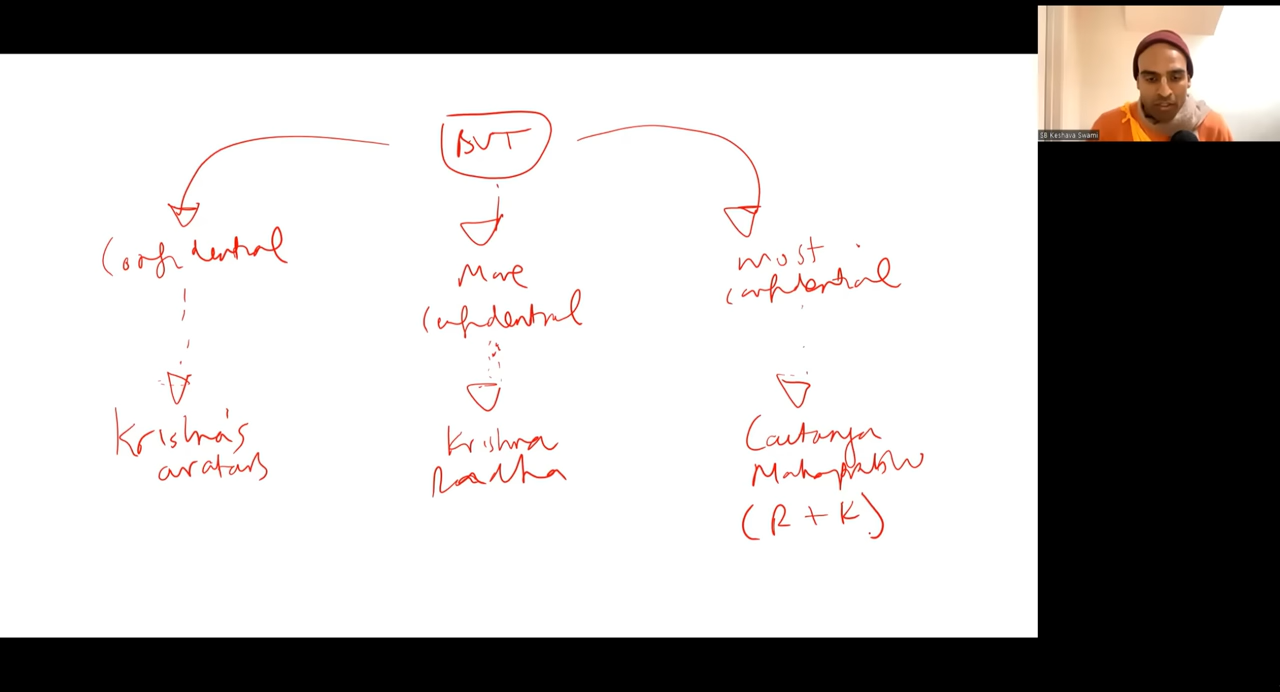 BVT
Confidential
More
Confidential
most
confidential
Krishna's
avatars
Krishna
Radha
Caitanya
Mahaprabhu
(R + K)
SB Keshava Swami